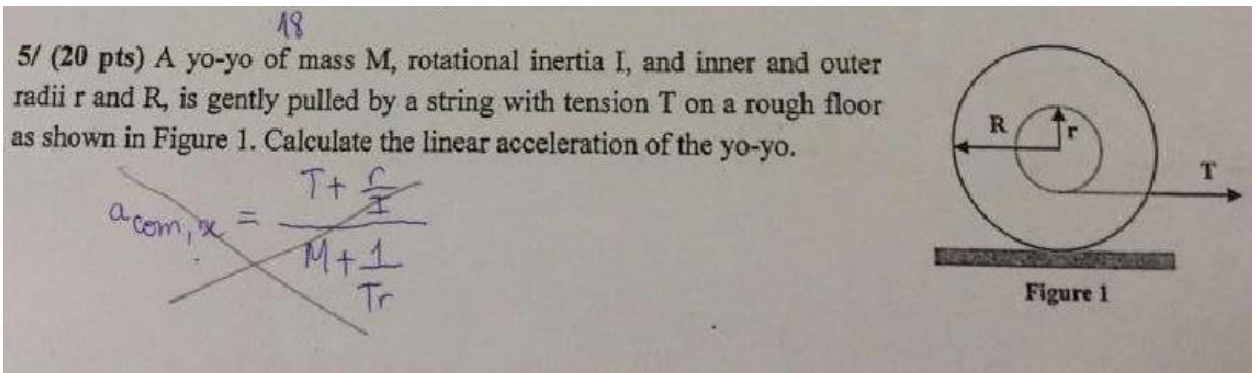 18
5/ (20 pts) A yo-yo of mass M, rotational inertia I, and inner and outer
radii r and R, is gently pulled by a string with tension T on a rough floor
as shown in Figure 1. Calculate the linear acceleration of the yo-yo.
R
r
T
T + r/I
a com, x =
M + 1/Tr
Figure 1